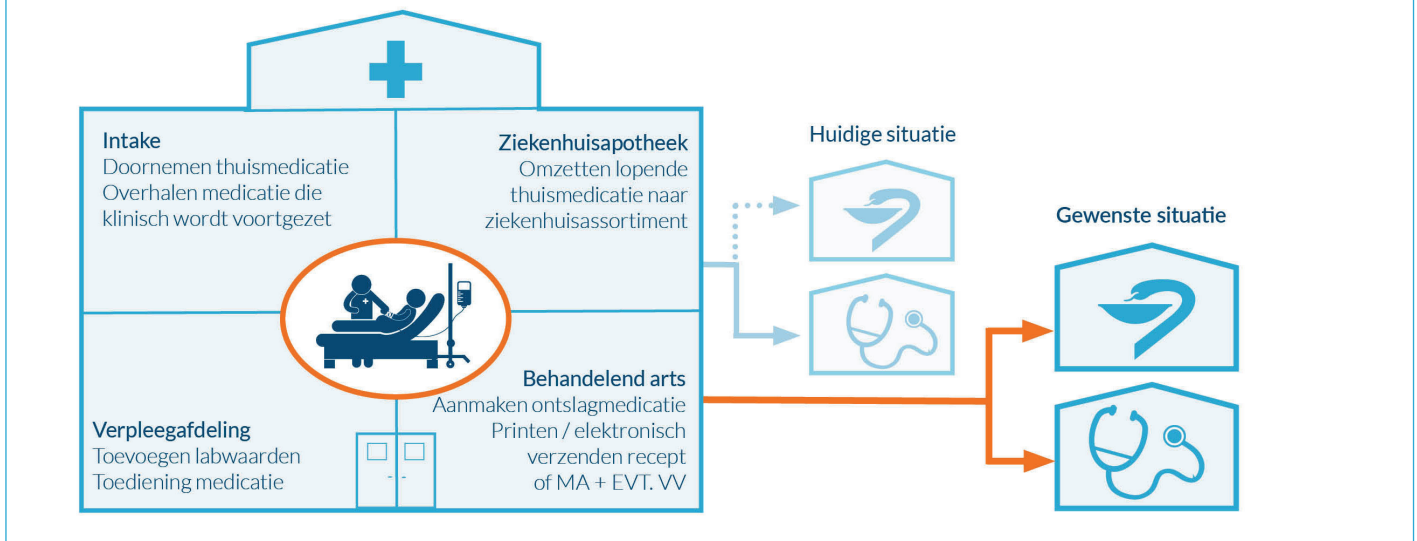 Intake
Doornemen thuismedicatie
Overhalen medicatie die
klinisch wordt voortgezet
Ziekenhuisapotheek
Omzetten lopende
thuismedicatie naar
ziekenhuisassortiment
Verpleegafdeling
Toevoegen labwaarden
Toediening medicatie
Behandelend arts
Aanmaken ontslagmedicatie
Printen / elektronisch
verzenden recept
of MA + EVT. VV
Huidige situatie
Gewenste situatie